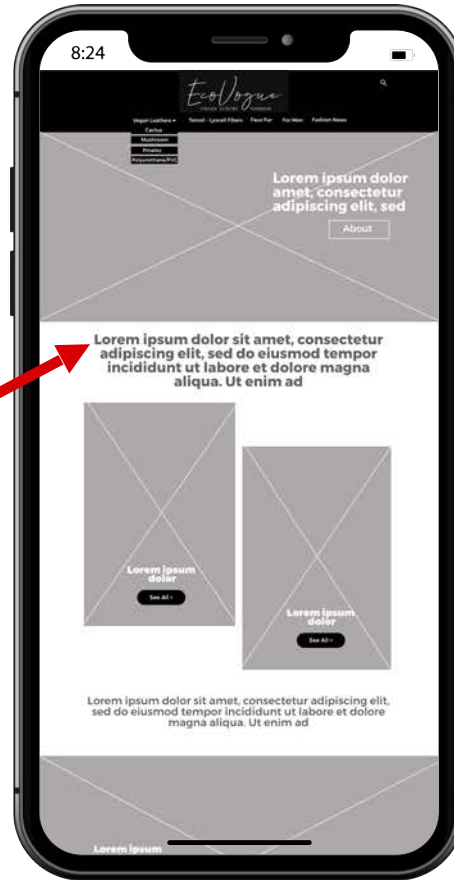 8:24
EcoVogue
VEGAN LUXURY FASHION
Vegan Leathers Tencel - Lyocell Fibers Faux Fur For Men Fashion News
Cactus
Mushroom
Pinatex
Polyurethane/PVC
Lorem ipsum dolor
amet, consectetur
adipiscing elit, sed
About
Lorem ipsum dolor sit amet, consectetur
adipiscing elit, sed do eiusmod tempor
incididunt ut labore et dolore magna
aliqua. Ut enim ad
Lorem ipsum
dolor
See All >
Lorem ipsum
dolor
See All >
Lorem ipsum dolor sit amet, consectetur adipiscing elit,
sed do eiusmod tempor incididunt ut labore et dolore
magna aliqua. Ut enim ad
Lorem ipsum